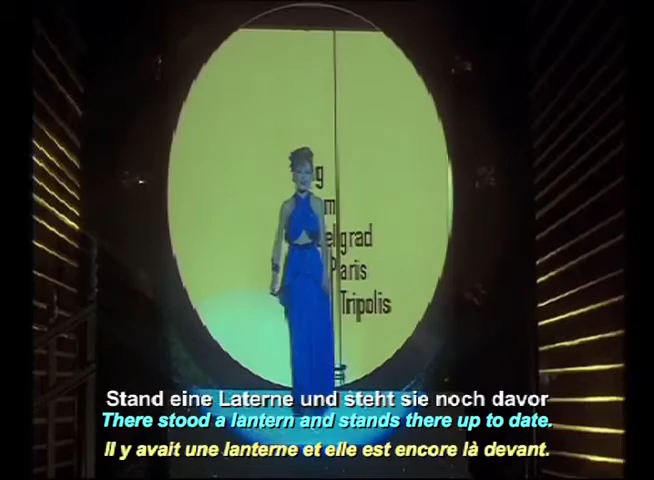 g
m
elgrad
Paris
Tripolis
Stand eine Laterne und steht sie noch davor
There stood a lantern and stands there up to date.
Il y avait une lanterne et elle est encore là devant.